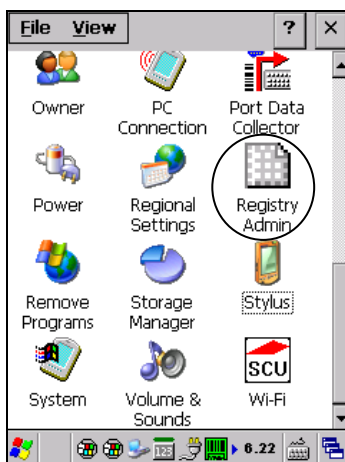 File View ? ×
Owner
PC
Connection
Port Data
Collector
Power
Regional
Settings
Registry
Admin
Remove
Programs
Storage
Manager
Stylus
System
Volume &
Sounds
SCU
Wi-Fi
123
6.22